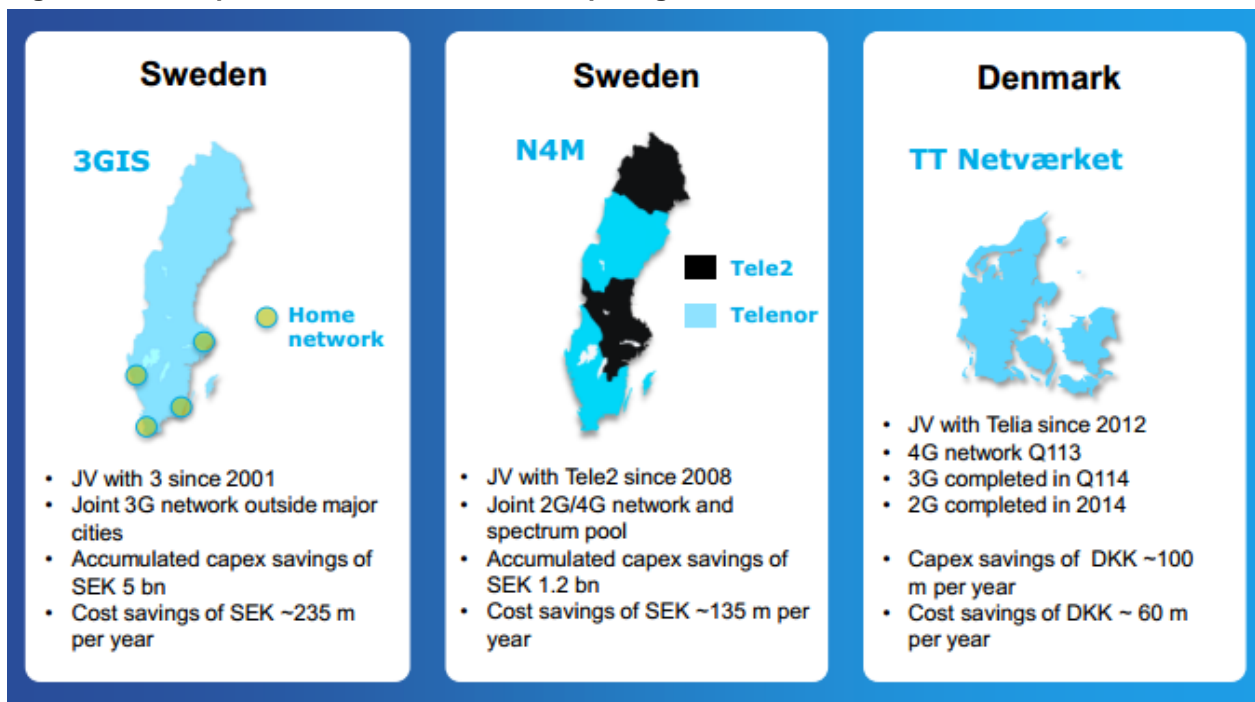 Sweden
3GIS
Home
network
• JV with 3 since 2001
• Joint 3G network outside major
cities
• Accumulated capex savings of
SEK 5 bn
• Cost savings of SEK ~235 m
per year
Sweden
N4M
Tele2
Telenor
• JV with Tele2 since 2008
• Joint 2G/4G network and
spectrum pool
• Accumulated capex savings of
SEK 1.2 bn
• Cost savings of SEK ~135 m per
year
Denmark
TT Netværket
• JV with Telia since 2012
• 4G network Q113
• 3G completed in Q114
• 2G completed in 2014
• Capex savings of DKK ~100
m per year
• Cost savings of DKK ~ 60 m
per year